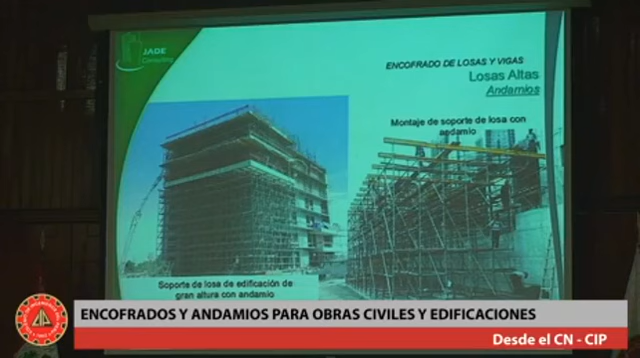 JADE
Consulting
ENCOFRADO DE LOSAS Y VIGAS
Losas Altas
Andamios
Montaje de soporte de losa con
andamio
Soporte de losa de edificación de
gran altura con andamio
ENCOFRADOS Y ANDAMIOS PARA OBRAS CIVILES Y EDIFICACIONES
Desde el CN - CIP